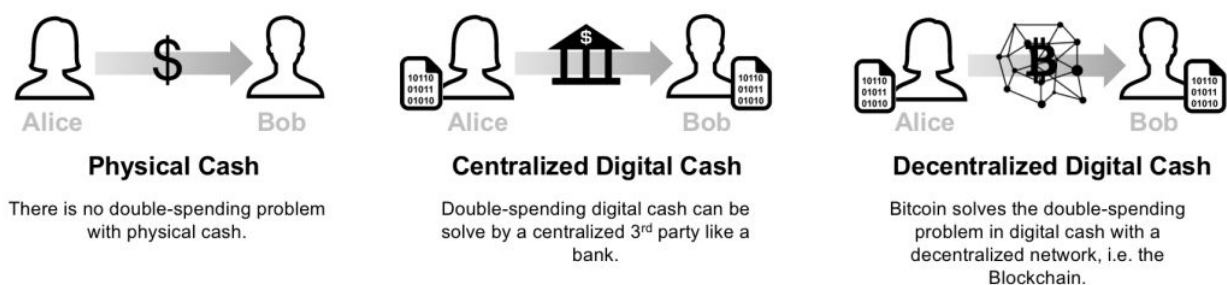 $
Alice
Bob
Physical Cash
There is no double-spending problem
with physical cash.
$
10110
01011
01010
10110
01011
01010
Alice
Bob
Centralized Digital Cash
Double-spending digital cash can be
solve by a centralized 3rd party like a
bank.
B
10110
01011
01010
10110
01011
01010
Alice
Bob
Decentralized Digital Cash
Bitcoin solves the double-spending
problem in digital cash with a
decentralized network, i.e. the
Blockchain.